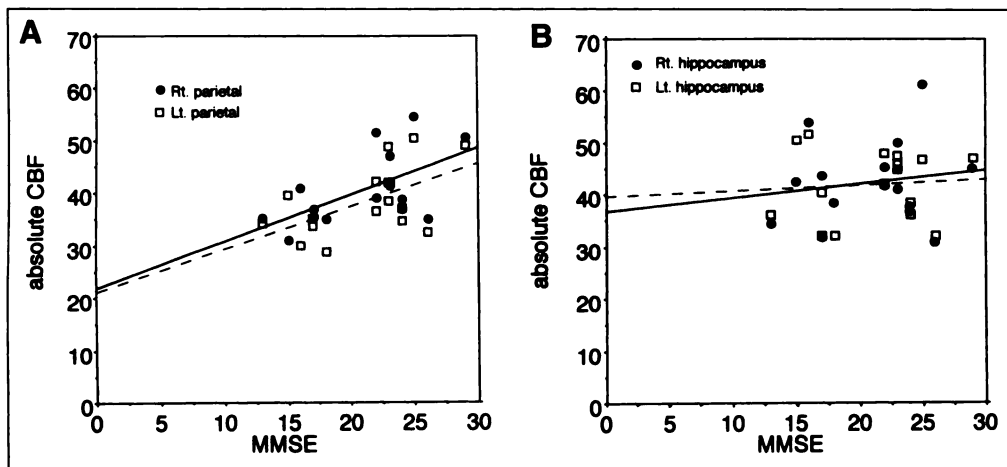 A
70
60
50
40
30
20
10
0
absolute CBF
Rt. parietal
Lt. parietal
0 5 10 15 20 25 30
MMSE
B
70
60
50
40
30
20
10
0
absolute CBF
Rt. hippocampus
Lt. hippocampus
0 5 10 15 20 25 30
MMSE